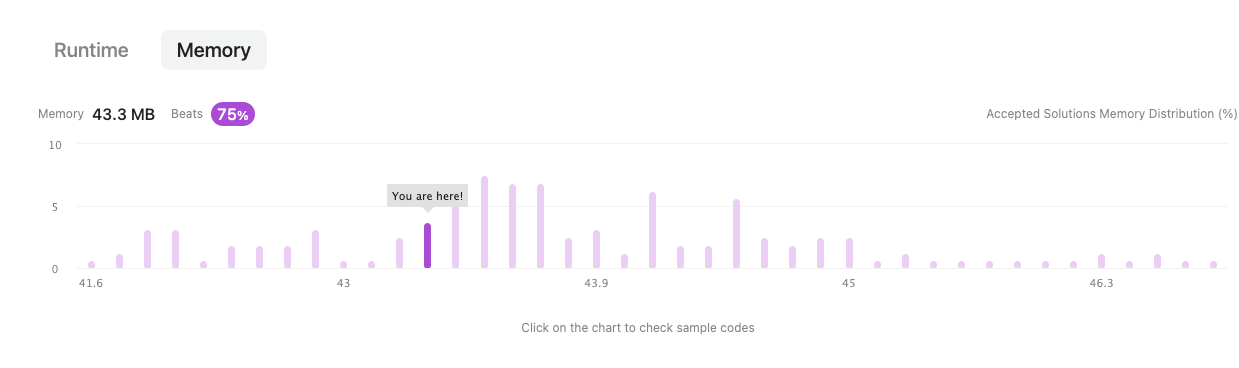 Runtime Memory
Memory 43.3 MB Beats 75% Accepted Solutions Memory Distribution (%)
10
You are here!
5
0
41.6 43 43.9 45 46.3
Click on the chart to check sample codes